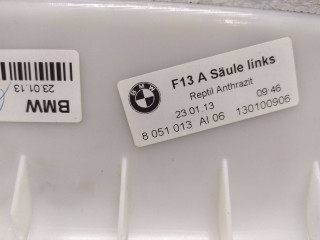 BMW
23.01.13
F13 A Säule links
Reptil Anthrazit
23.01.13 09:46
8 051 013 AI 06 130100906